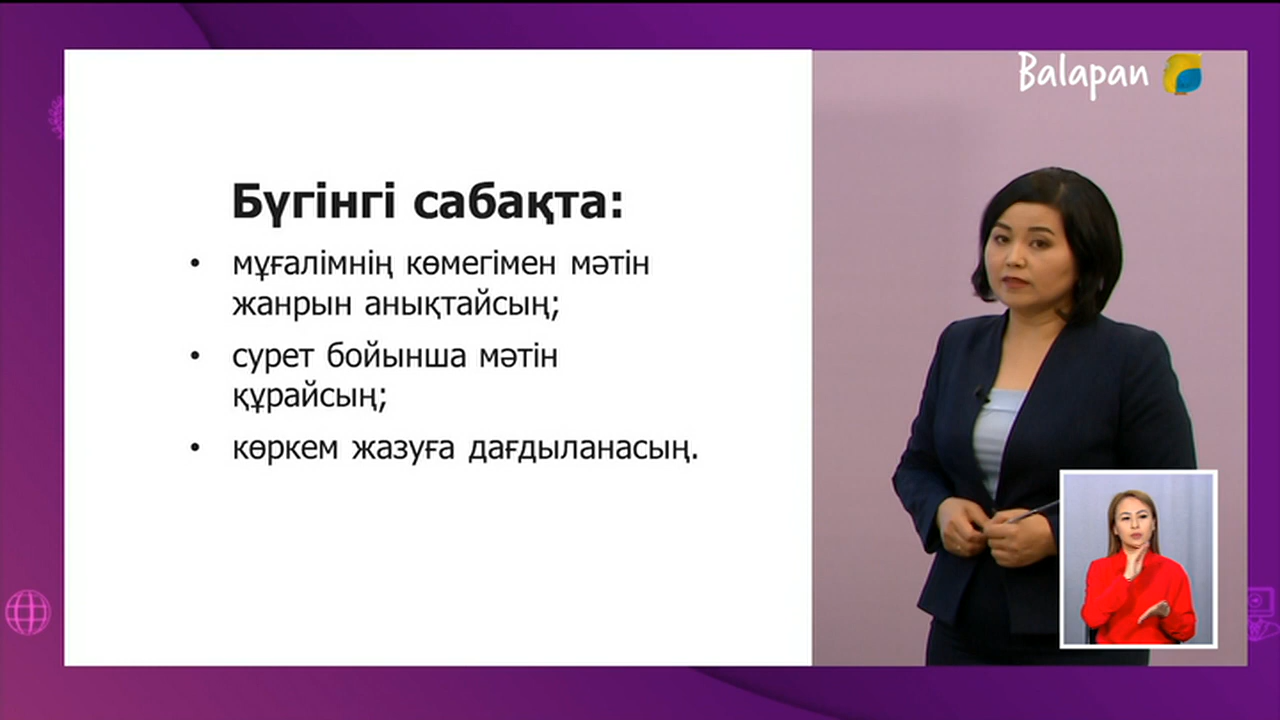 Balapan
Бүгінгі сабақта:
• мұғалімнің көмегімен мәтін
жанрын анықтайсың;
• сурет бойынша мәтін
құрайсың;
• көркем жазуға дағдыланасың.